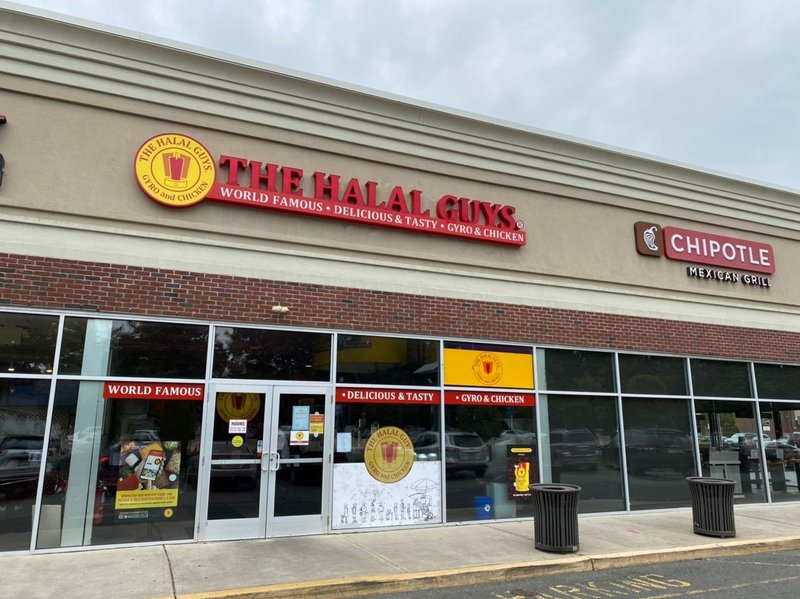 THE HALAL GUYS
GYRO and CHICKEN
THE HALAL GUYS®
WORLD FAMOUS • DELICIOUS & TASTY • GYRO & CHICKEN
CHIPOTLE
MEXICAN GRILL
WORLD FAMOUS
DELICIOUS & TASTY
GYRO & CHICKEN
HOURS
THE HALAL GUYS
GYRO and CHICKEN
PARKING